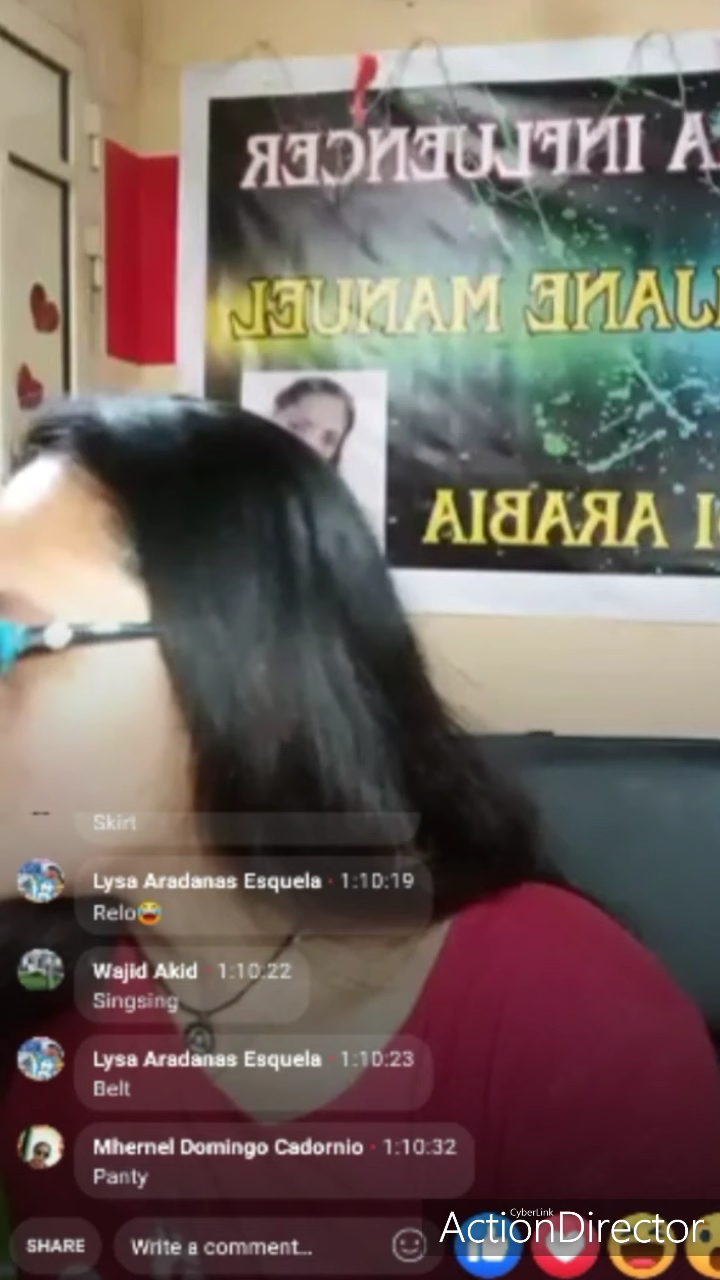 A INFLUENCER
JANE MANUEL
I ARABIA
Skirt
Lysa Aradanas Esquela · 1:10:19
Relo😂
Wajid Akid · 1:10:22
Singsing
Lysa Aradanas Esquela · 1:10:23
Belt
Mhernel Domingo Cadornio · 1:10:32
Panty
SHARE
Write a comment...
CyberLink
ActionDirector